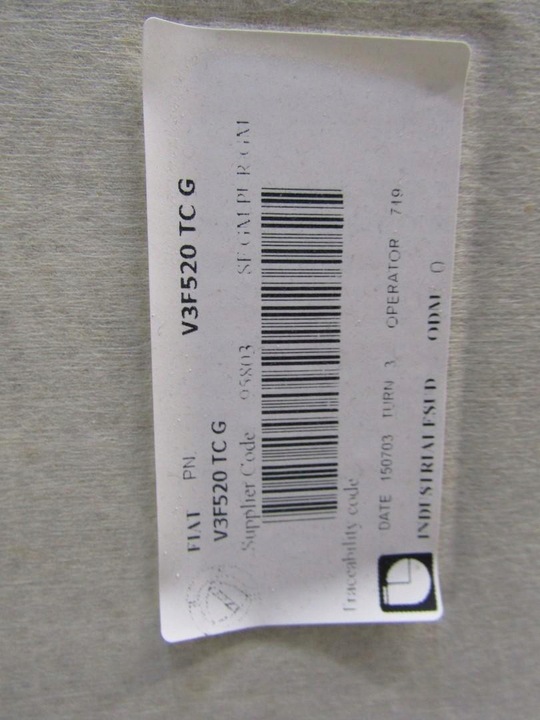 FIAT PN V3F520 TC G
V3F520 TC G
Supplier Code 95803
Traceability code
DATE 150703 TURN 3 OPERATOR 719
INDUSTRIALESUD ODM 0